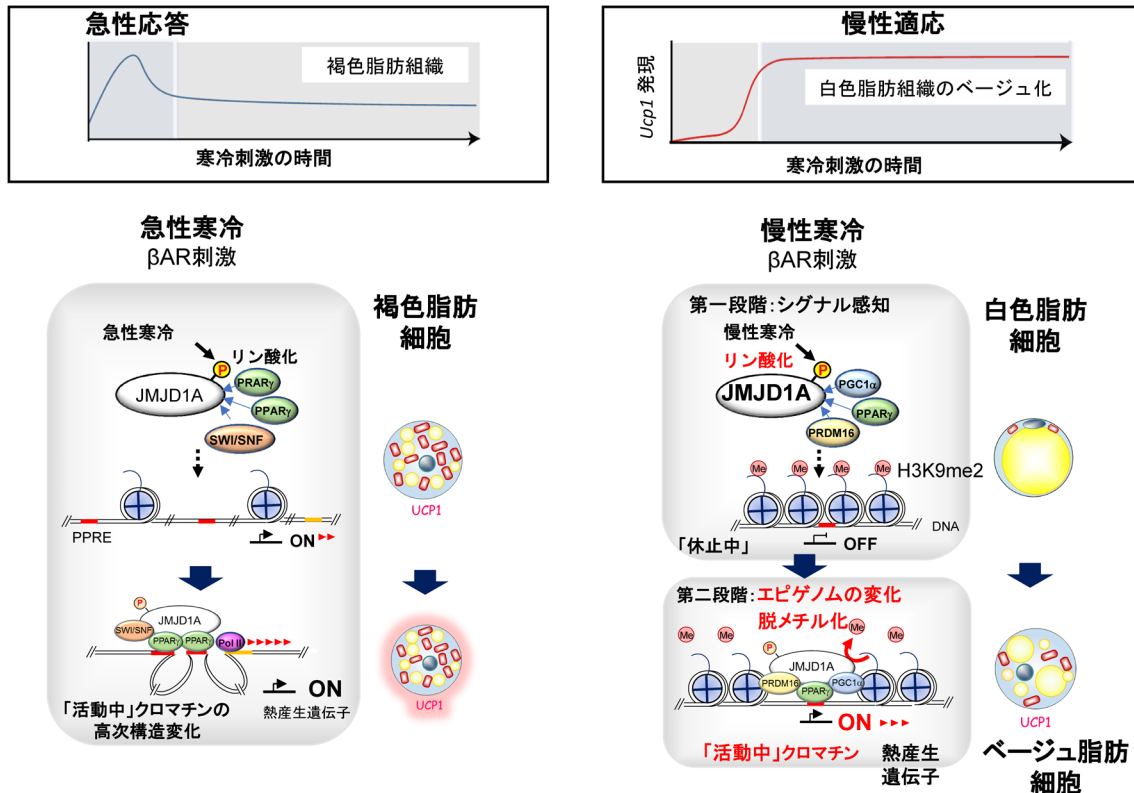 急性応答
褐色脂肪組織
寒冷刺激の時間
慢性適応
Ucp1 発現
白色脂肪組織のベージュ化
寒冷刺激の時間
急性寒冷
βAR刺激
褐色脂肪
細胞
急性寒冷
P
リン酸化
JMJD1A
PRARγ
PPARγ
SWI/SNF
UCP1
PPRE
ON
P
JMJD1A
SWI/SNF
PPARγ
PPARγ
Pol II
ON
熱産生遺伝子
「活動中」クロマチンの
高次構造変化
UCP1
慢性寒冷
βAR刺激
第一段階：シグナル感知
白色脂肪
細胞
慢性寒冷
リン酸化
P
JMJD1A
PGC1α
PPARγ
PRDM16
Me
Me
Me
Me
H3K9me2
DNA
「休止中」
OFF
第二段階：エピゲノムの変化
脱メチル化
Me
Me
Me
Me
Me
P
JMJD1A
PRDM16
PPARγ
PGC1α
ON
「活動中」クロマチン
熱産生
遺伝子
UCP1
ベージュ脂肪
細胞